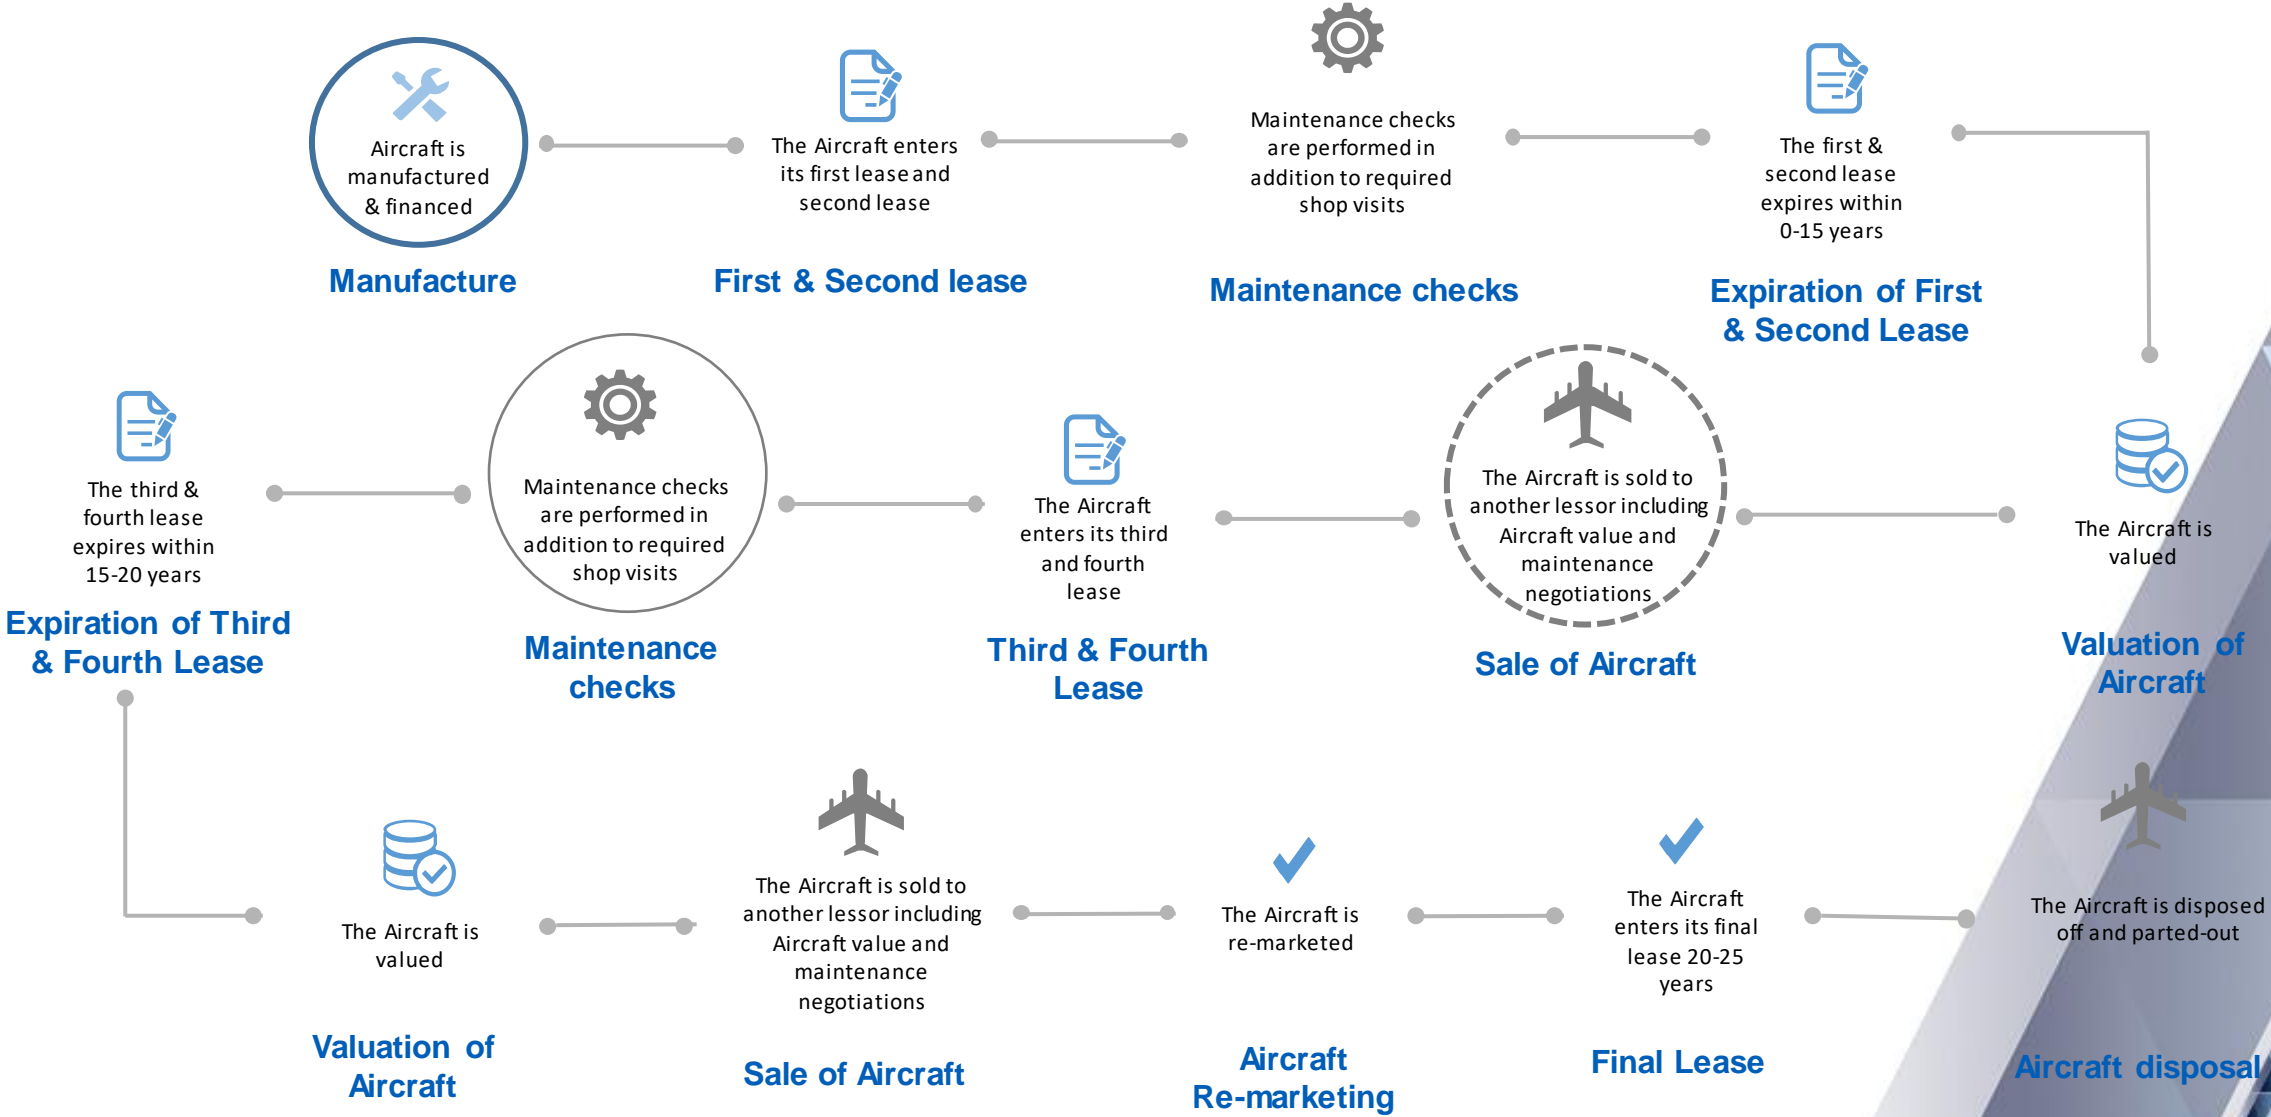 Aircraft is
manufactured
& financed
Manufacture
The Aircraft enters
its first lease and
second lease
First & Second lease
Maintenance checks
are performed in
addition to required
shop visits
Maintenance checks
The first &
second lease
expires within
0-15 years
Expiration of First
& Second Lease
The third &
fourth lease
expires within
15-20 years
Expiration of Third
& Fourth Lease
Maintenance checks
are performed in
addition to required
shop visits
Maintenance
checks
The Aircraft
enters its third
and fourth
lease
Third & Fourth
Lease
The Aircraft is sold to
another lessor including
Aircraft value and
maintenance
negotiations
Sale of Aircraft
The Aircraft is
valued
Valuation of
Aircraft
The Aircraft is
valued
Valuation of
Aircraft
The Aircraft is sold to
another lessor including
Aircraft value and
maintenance
negotiations
Sale of Aircraft
The Aircraft is
re-marketed
Aircraft
Re-marketing
The Aircraft
enters its final
lease 20-25
years
Final Lease
The Aircraft is disposed
off and parted-out
Aircraft disposal